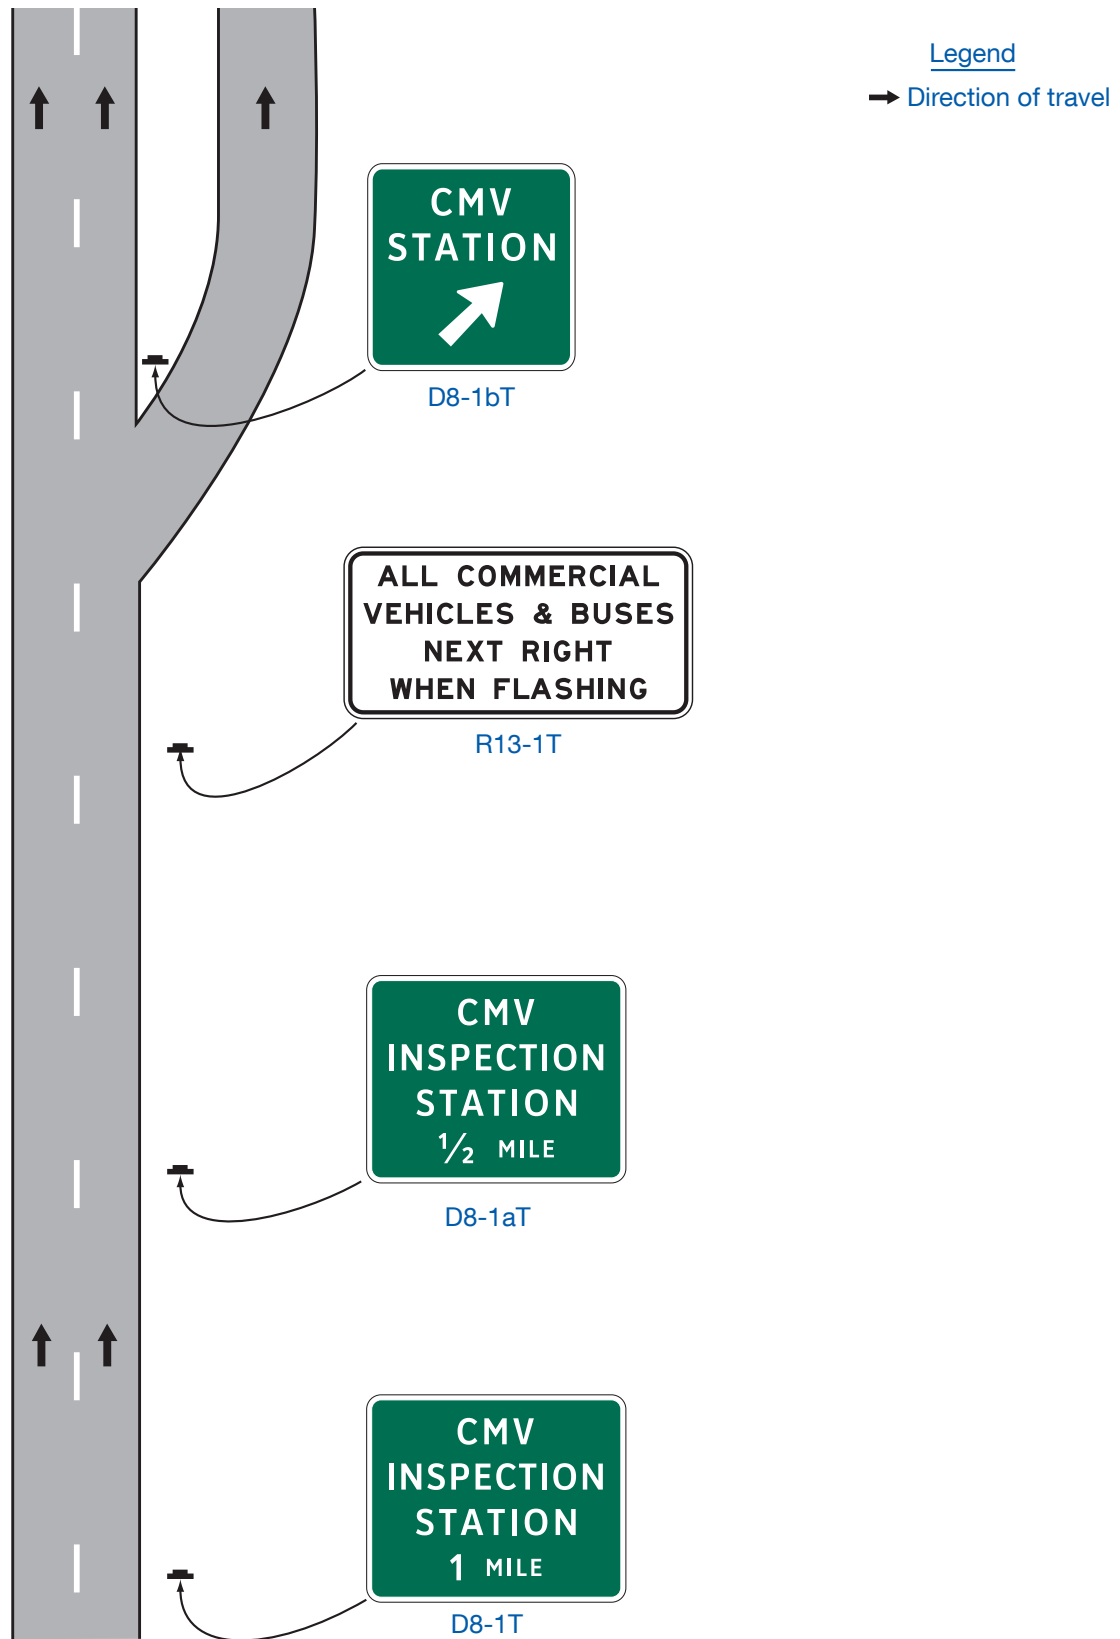 Legend
Direction of travel
CMV
STATION
D8-1bT
ALL COMMERCIAL
VEHICLES & BUSES
NEXT RIGHT
WHEN FLASHING
R13-1T
CMV
INSPECTION
STATION
1/2 MILE
D8-1aT
CMV
INSPECTION
STATION
1 MILE
D8-1T